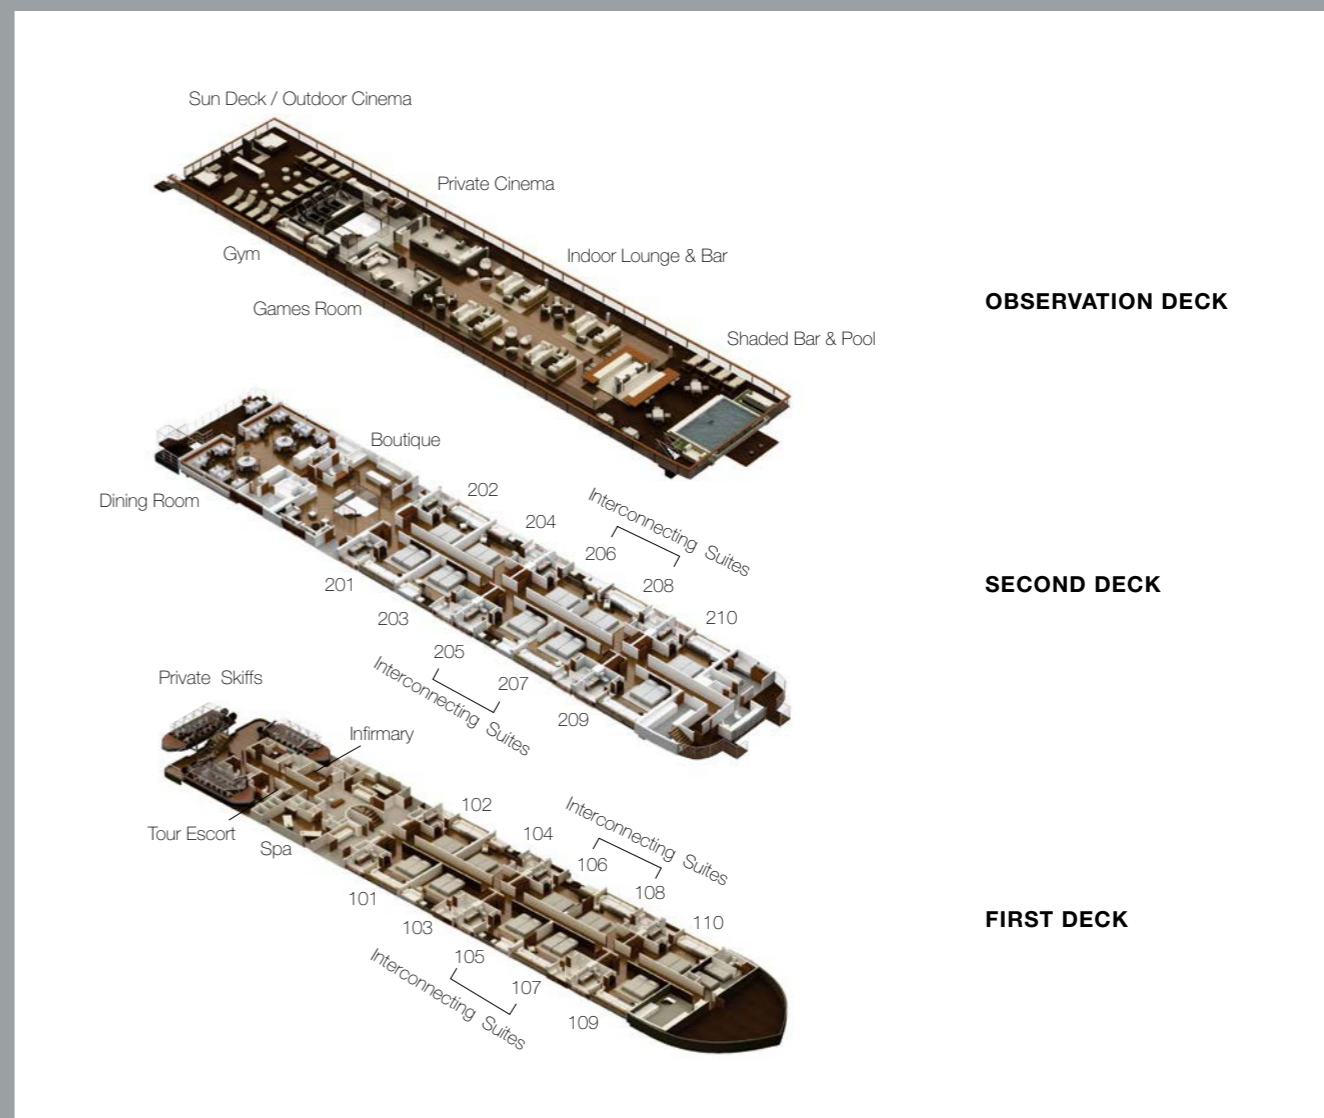 Sun Deck / Outdoor Cinema
Private Cinema
Gym
Indoor Lounge & Bar
Games Room
Shaded Bar & Pool
OBSERVATION DECK
Boutique
Dining Room
202
204
Interconnecting Suites
206
208
210
201
203
205
207
209
Interconnecting Suites
SECOND DECK
Private Skiffs
Infirmary
Tour Escort
Spa
102
104
Interconnecting Suites
106
108
110
101
103
105
107
109
Interconnecting Suites
FIRST DECK